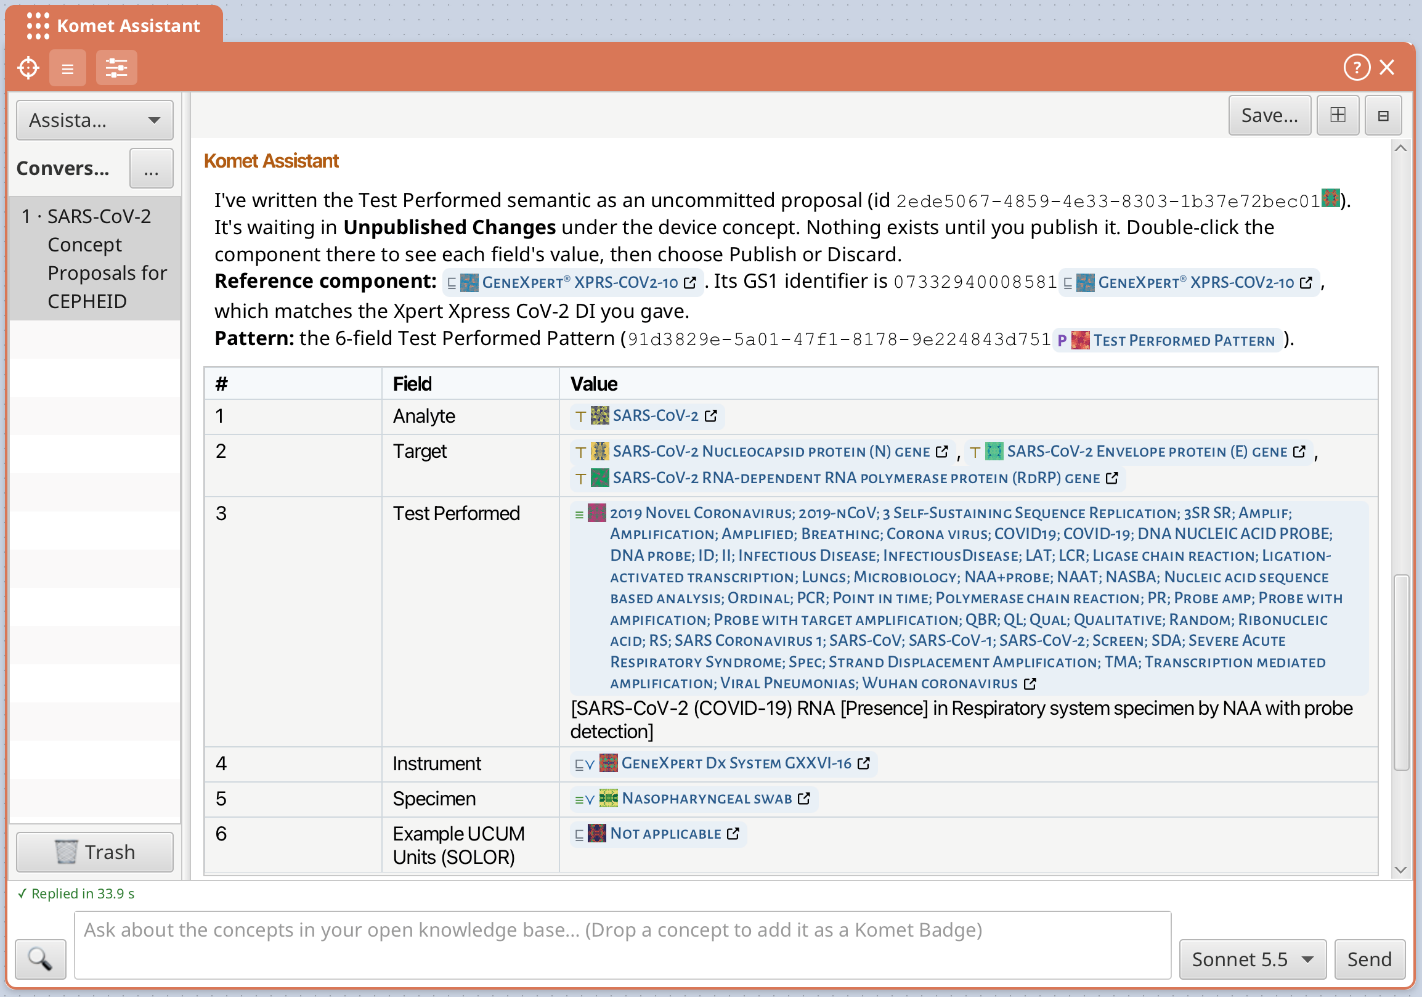 Komet Assistant
Assista...
Save...
Convers...
...
1 · SARS-CoV-2
Concept
Proposals for
CEPHEID
Trash
Komet Assistant
I've written the Test Performed semantic as an uncommitted proposal (id 2ede5067-4859-4e33-8303-1b37e72bec01).
It's waiting in Unpublished Changes under the device concept. Nothing exists until you publish it. Double-click the
component there to see each field's value, then choose Publish or Discard.
Reference component: GeneXpert® XPRS-COV2-10 . Its GS1 identifier is 07332940008581 GeneXpert® XPRS-COV2-10 ,
which matches the Xpert Xpress CoV-2 DI you gave.
Pattern: the 6-field Test Performed Pattern (91d3829e-5a01-47f1-8178-9e224843d751 P Test Performed Pattern ).
# Field Value
1 Analyte SARS-CoV-2
2 Target SARS-CoV-2 Nucleocapsid protein (N) gene , SARS-CoV-2 Envelope protein (E) gene ,
SARS-CoV-2 RNA-dependent RNA polymerase protein (RdRp) gene
3 Test Performed 2019 Novel Coronavirus; 2019-nCoV; 3 Self-Sustaining Sequence Replication; 3SR SR; Amplif;
Amplification; Amplified; Breathing; Corona virus; COVID19; COVID-19; DNA NUCLEIC ACID PROBE;
DNA probe; ID; II; Infectious Disease; InfectiousDisease; LAT; LCR; Ligase chain reaction; Ligation-
activated transcription; Lungs; Microbiology; NAA+probe; NAAT; NASBA; Nucleic acid sequence
based analysis; Ordinal; PCR; Point in time; Polymerase chain reaction; PR; Probe amp; Probe with
ampification; Probe with target amplification; QBR; QL; Qual; Qualitative; Random; Ribonucleic
acid; RS; SARS Coronavirus 1; SARS-CoV; SARS-CoV-1; SARS-CoV-2; Screen; SDA; Severe Acute
Respiratory Syndrome; Spec; Strand Displacement Amplification; TMA; Transcription mediated
amplification; Viral Pneumonias; Wuhan coronavirus
[SARS-CoV-2 (COVID-19) RNA [Presence] in Respiratory system specimen by NAA with probe
detection]
4 Instrument GeneXpert Dx System GXXVI-16
5 Specimen Nasopharyngeal swab
6 Example UCUM Not applicable
Units (SOLOR)
✓ Replied in 33.9 s
Ask about the concepts in your open knowledge base... (Drop a concept to add it as a Komet Badge)
Sonnet 5.5
Send